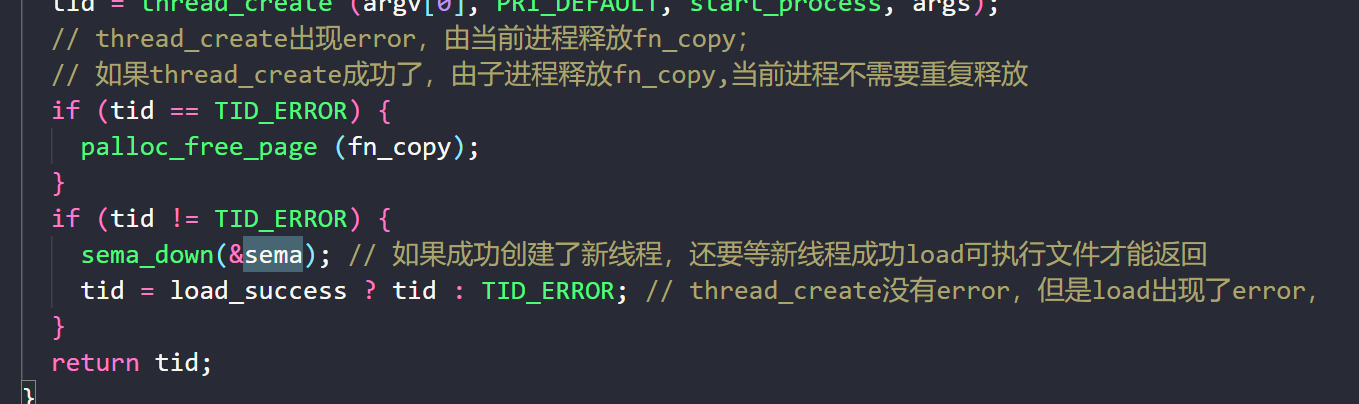 tid = thread_create (argv[0], PRI_DEFAULT, start_process, args);
// thread_create出现error，由当前进程释放fn_copy；
// 如果thread_create成功了，由子进程释放fn_copy,当前进程不需要重复释放
if (tid == TID_ERROR) {
palloc_free_page (fn_copy);
}
if (tid != TID_ERROR) {
sema_down(&sema); // 如果成功创建了新线程，还要等新线程成功load可执行文件才能返回
tid = load_success ? tid : TID_ERROR; // thread_create没有error，但是load出现了error，
}
return tid;
}